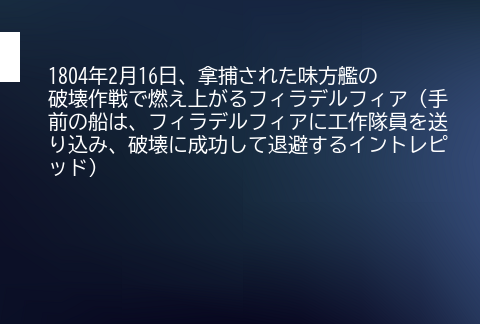 1804年2月16日、拿捕された味方艦の
破壊作戦で燃え上がるフィラデルフィア（手
前の船は、フィラデルフィアに工作隊員を送
り込み、破壊に成功して退避するイントレピ
ッド）